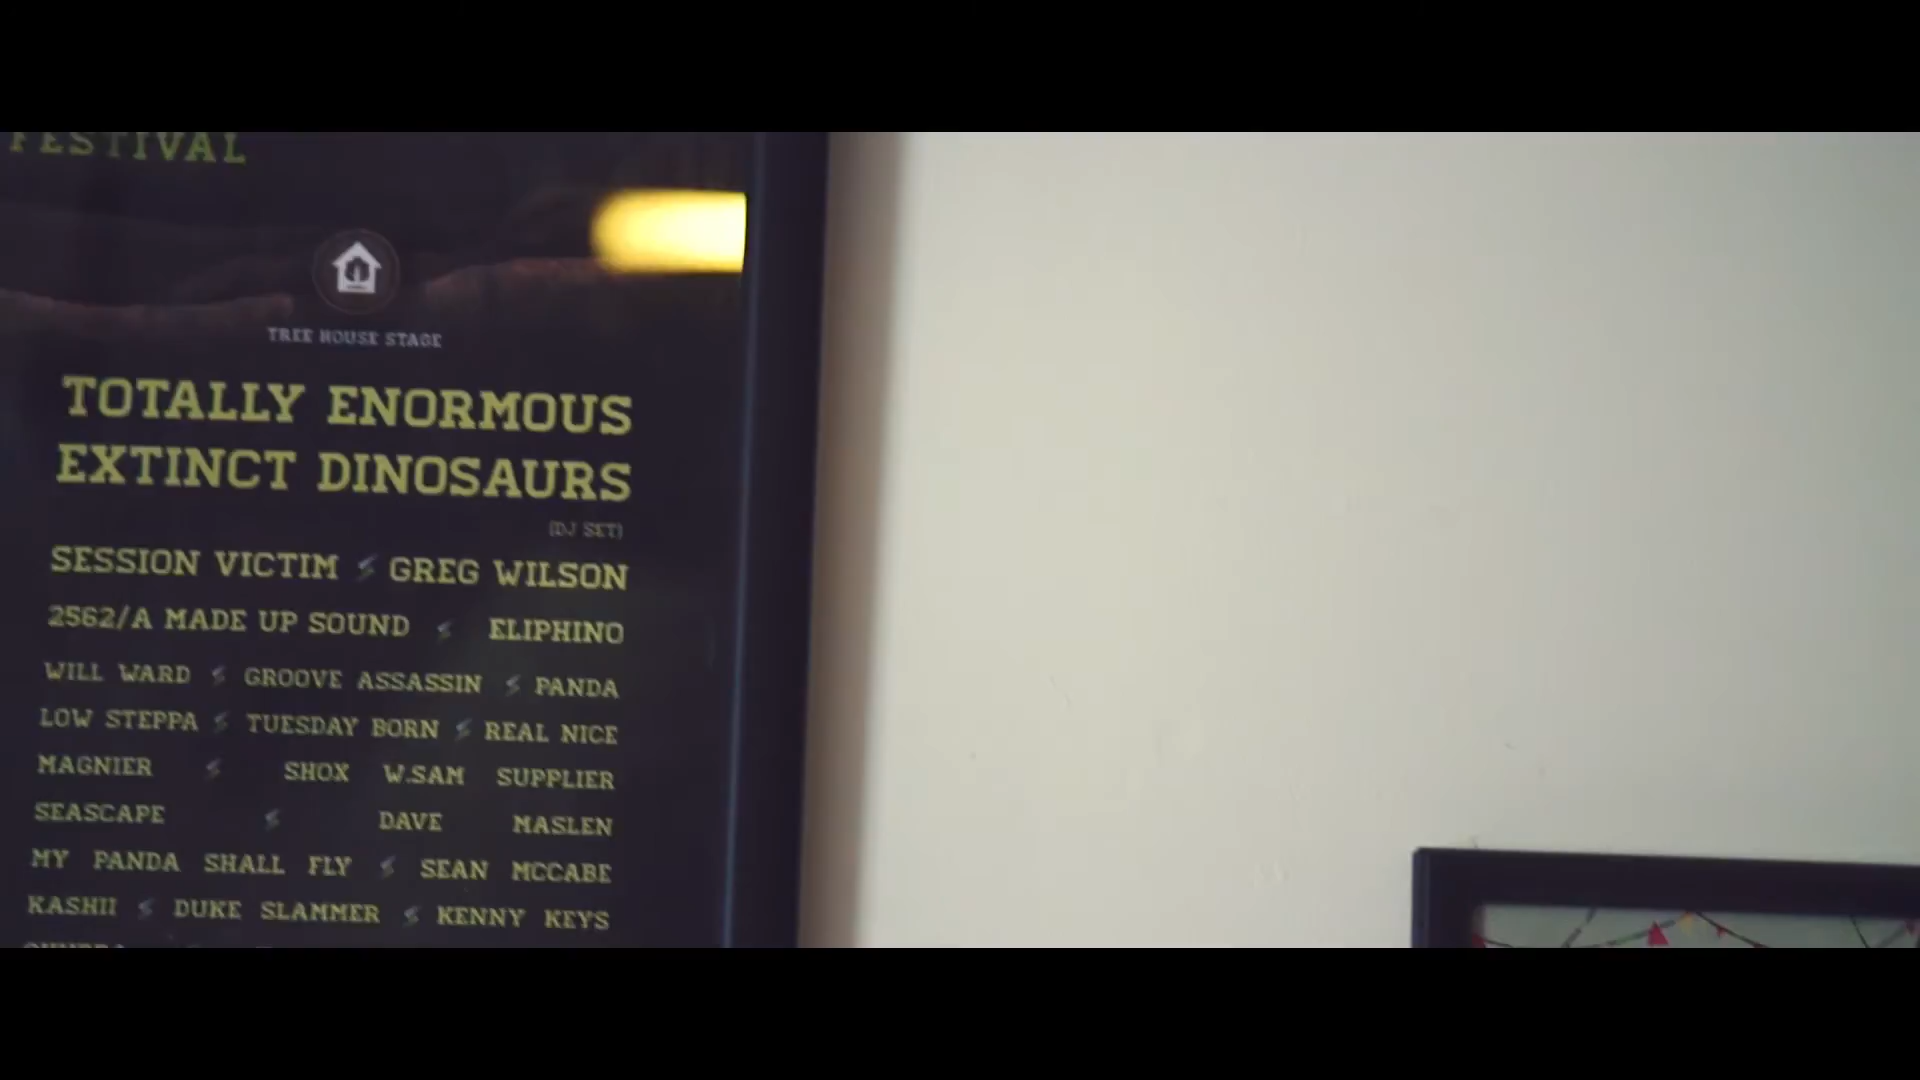 FESTIVAL
TREE HOUSE STAGE
TOTALLY ENORMOUS
EXTINCT DINOSAURS
(DJ SET)
SESSION VICTIM GREG WILSON
2562/A MADE UP SOUND ELIPHINO
WILL WARD GROOVE ASSASSIN PANDA
LOW STEPPA TUESDAY BORN REAL NICE
MAGNIER SHOX W.SAM SUPPLIER
SEASCAPE DAVE MASLEN
MY PANDA SHALL FLY SEAN MCCABE
KASHII DUKE SLAMMER KENNY KEYS